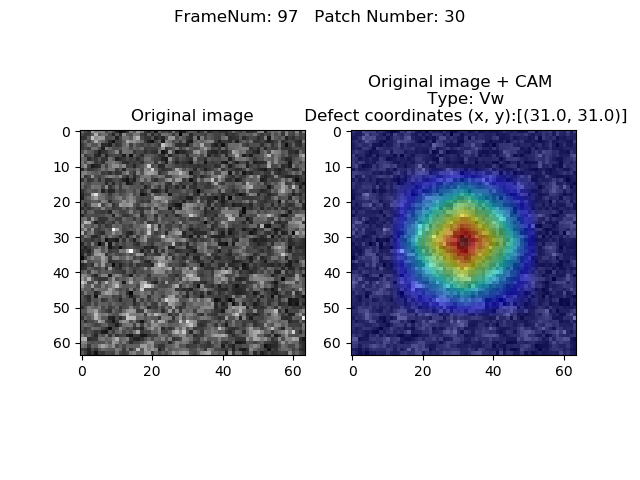 FrameNum: 97   Patch Number: 30
Original image
Original image + CAM
Type: Vw
Defect coordinates (x, y):[(31.0, 31.0)]
0
10
20
30
40
50
60
0 20 40 60
0
10
20
30
40
50
60
0 20 40 60